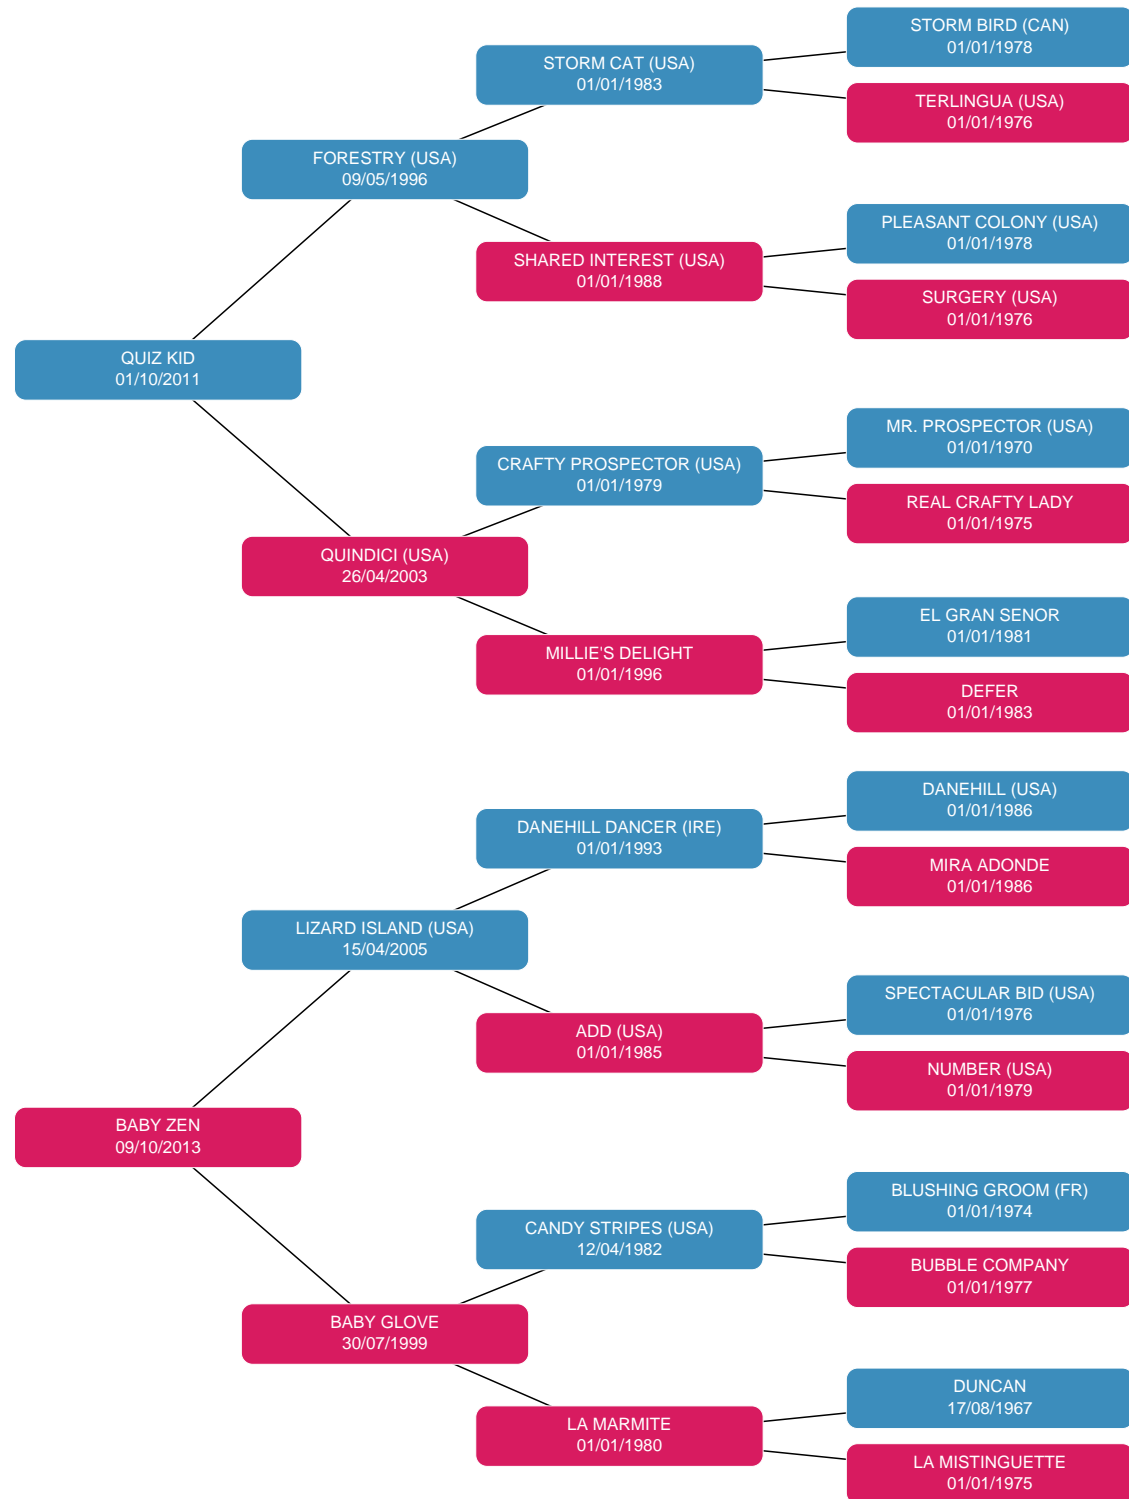 STORM BIRD (CAN)
01/01/1978
STORM CAT (USA)
01/01/1983
TERLINGUA (USA)
01/01/1976
FORESTRY (USA)
09/05/1996
PLEASANT COLONY (USA)
01/01/1978
SHARED INTEREST (USA)
01/01/1988
SURGERY (USA)
01/01/1976
QUIZ KID
01/10/2011
MR. PROSPECTOR (USA)
01/01/1970
CRAFTY PROSPECTOR (USA)
01/01/1979
REAL CRAFTY LADY
01/01/1975
QUINDICI (USA)
26/04/2003
EL GRAN SENOR
01/01/1981
MILLIE'S DELIGHT
01/01/1996
DEFER
01/01/1983
DANEHILL (USA)
01/01/1986
DANEHILL DANCER (IRE)
01/01/1993
MIRA ADONDE
01/01/1986
LIZARD ISLAND (USA)
15/04/2005
SPECTACULAR BID (USA)
01/01/1976
ADD (USA)
01/01/1985
NUMBER (USA)
01/01/1979
BABY ZEN
09/10/2013
BLUSHING GROOM (FR)
01/01/1974
CANDY STRIPES (USA)
12/04/1982
BUBBLE COMPANY
01/01/1977
BABY GLOVE
30/07/1999
DUNCAN
17/08/1967
LA MARMITE
01/01/1980
LA MISTINGUETTE
01/01/1975